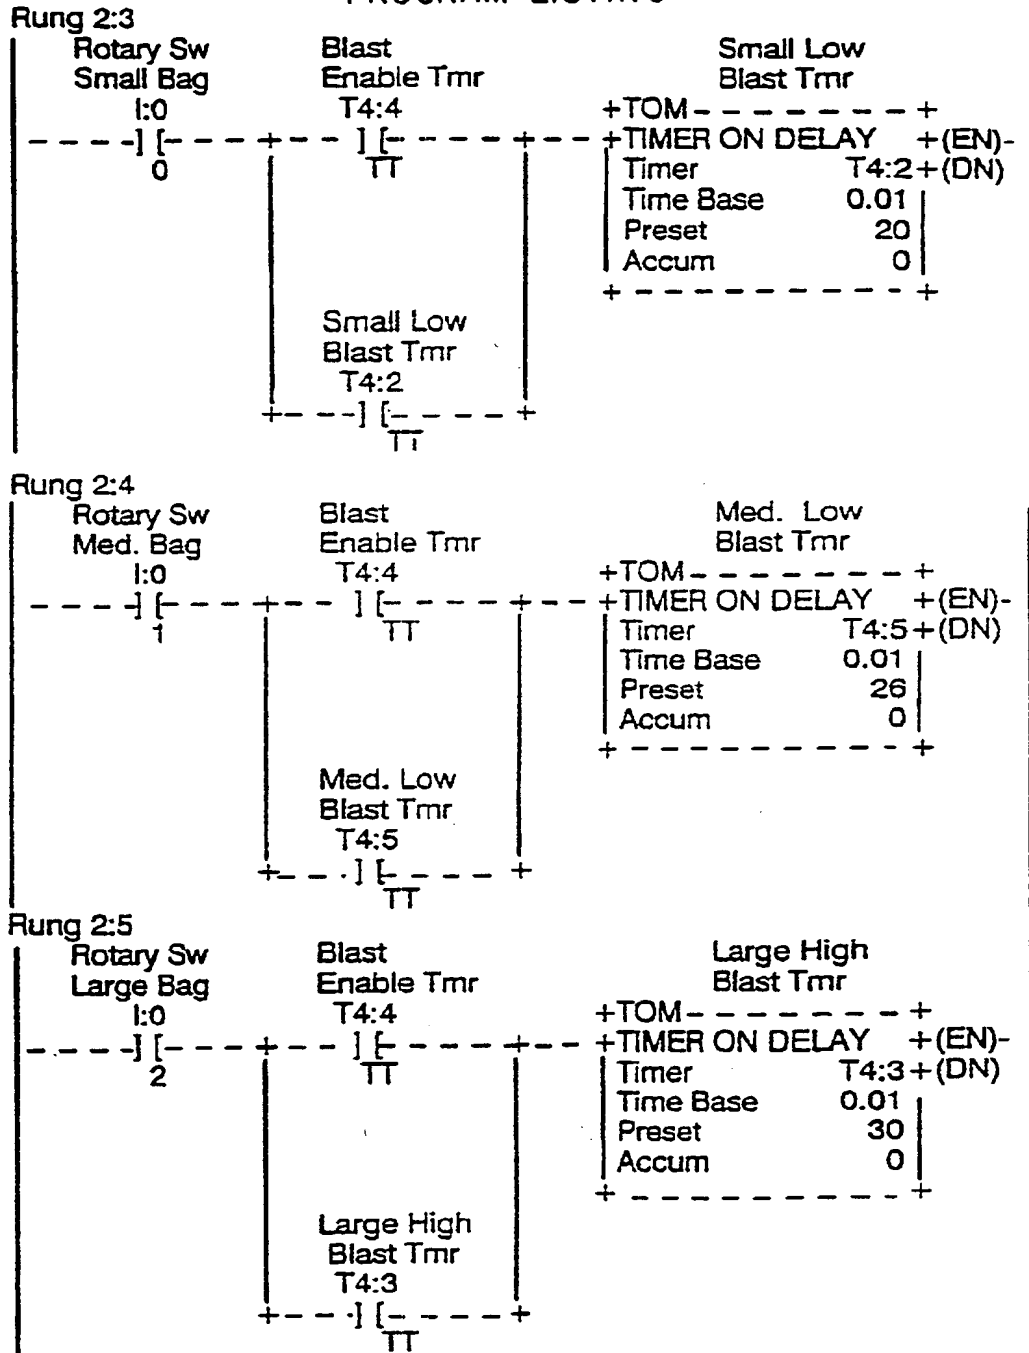 Rung 2:3
Rotary Sw Blast Small Low
Small Bag Enable Tmr Blast Tmr
I:0 T4:4 +TOM- - - - - - - - +
- - - -] [- - - - + - - - ] [- - - - - + - - +TIMER ON DELAY +(EN)-
0 TT Timer T4:2+(DN)
Time Base 0.01
Preset 20
Accum 0
+ - - - - - - - - - - +
Small Low
Blast Tmr
T4:2
+- - --] [- - - - - +
TT
Rung 2:4
Rotary Sw Blast Med. Low
Med. Bag Enable Tmr Blast Tmr
I:0 T4:4 +TOM- - - - - - - - +
- - - -] [- - - - + - - - ] [- - - - - + - - +TIMER ON DELAY +(EN)-
1 TT Timer T4:5+(DN)
Time Base 0.01
Preset 26
Accum 0
+ - - - - - - - - - - +
Med. Low
Blast Tmr
T4:5
+- - - -] [- - - - - +
TT
Rung 2:5
Rotary Sw Blast Large High
Large Bag Enable Tmr Blast Tmr
I:0 T4:4 +TOM- - - - - - - - +
- - - -] [- - - - + - - - ] [- - - - - + - - +TIMER ON DELAY +(EN)-
2 TT Timer T4:3+(DN)
Time Base 0.01
Preset 30
Accum 0
+ - - - - - - - - - - +
Large High
Blast Tmr
T4:3
+- - - -] [- - - - - +
TT